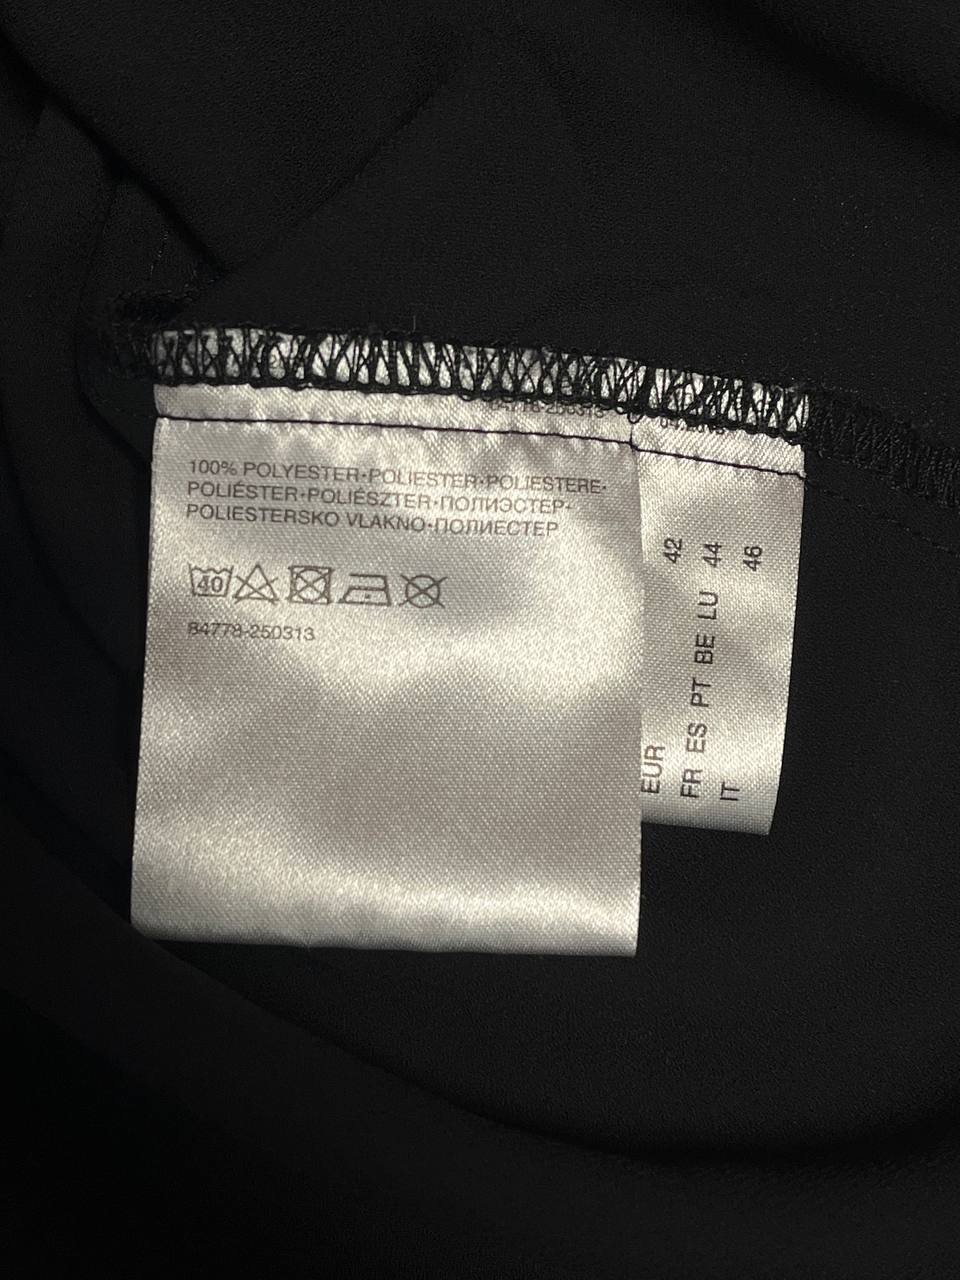 100% POLYESTER·POLIESTER·POLIESTERE·
POLIÉSTER·POLIÉSZTER·ПОЛИЭСТЕР·
POLIESTERSKO VLAKNO·ПОЛИЕСТЕР
40
84778-250313
EUR 42
FR ES PT BE LU 44
IT 46